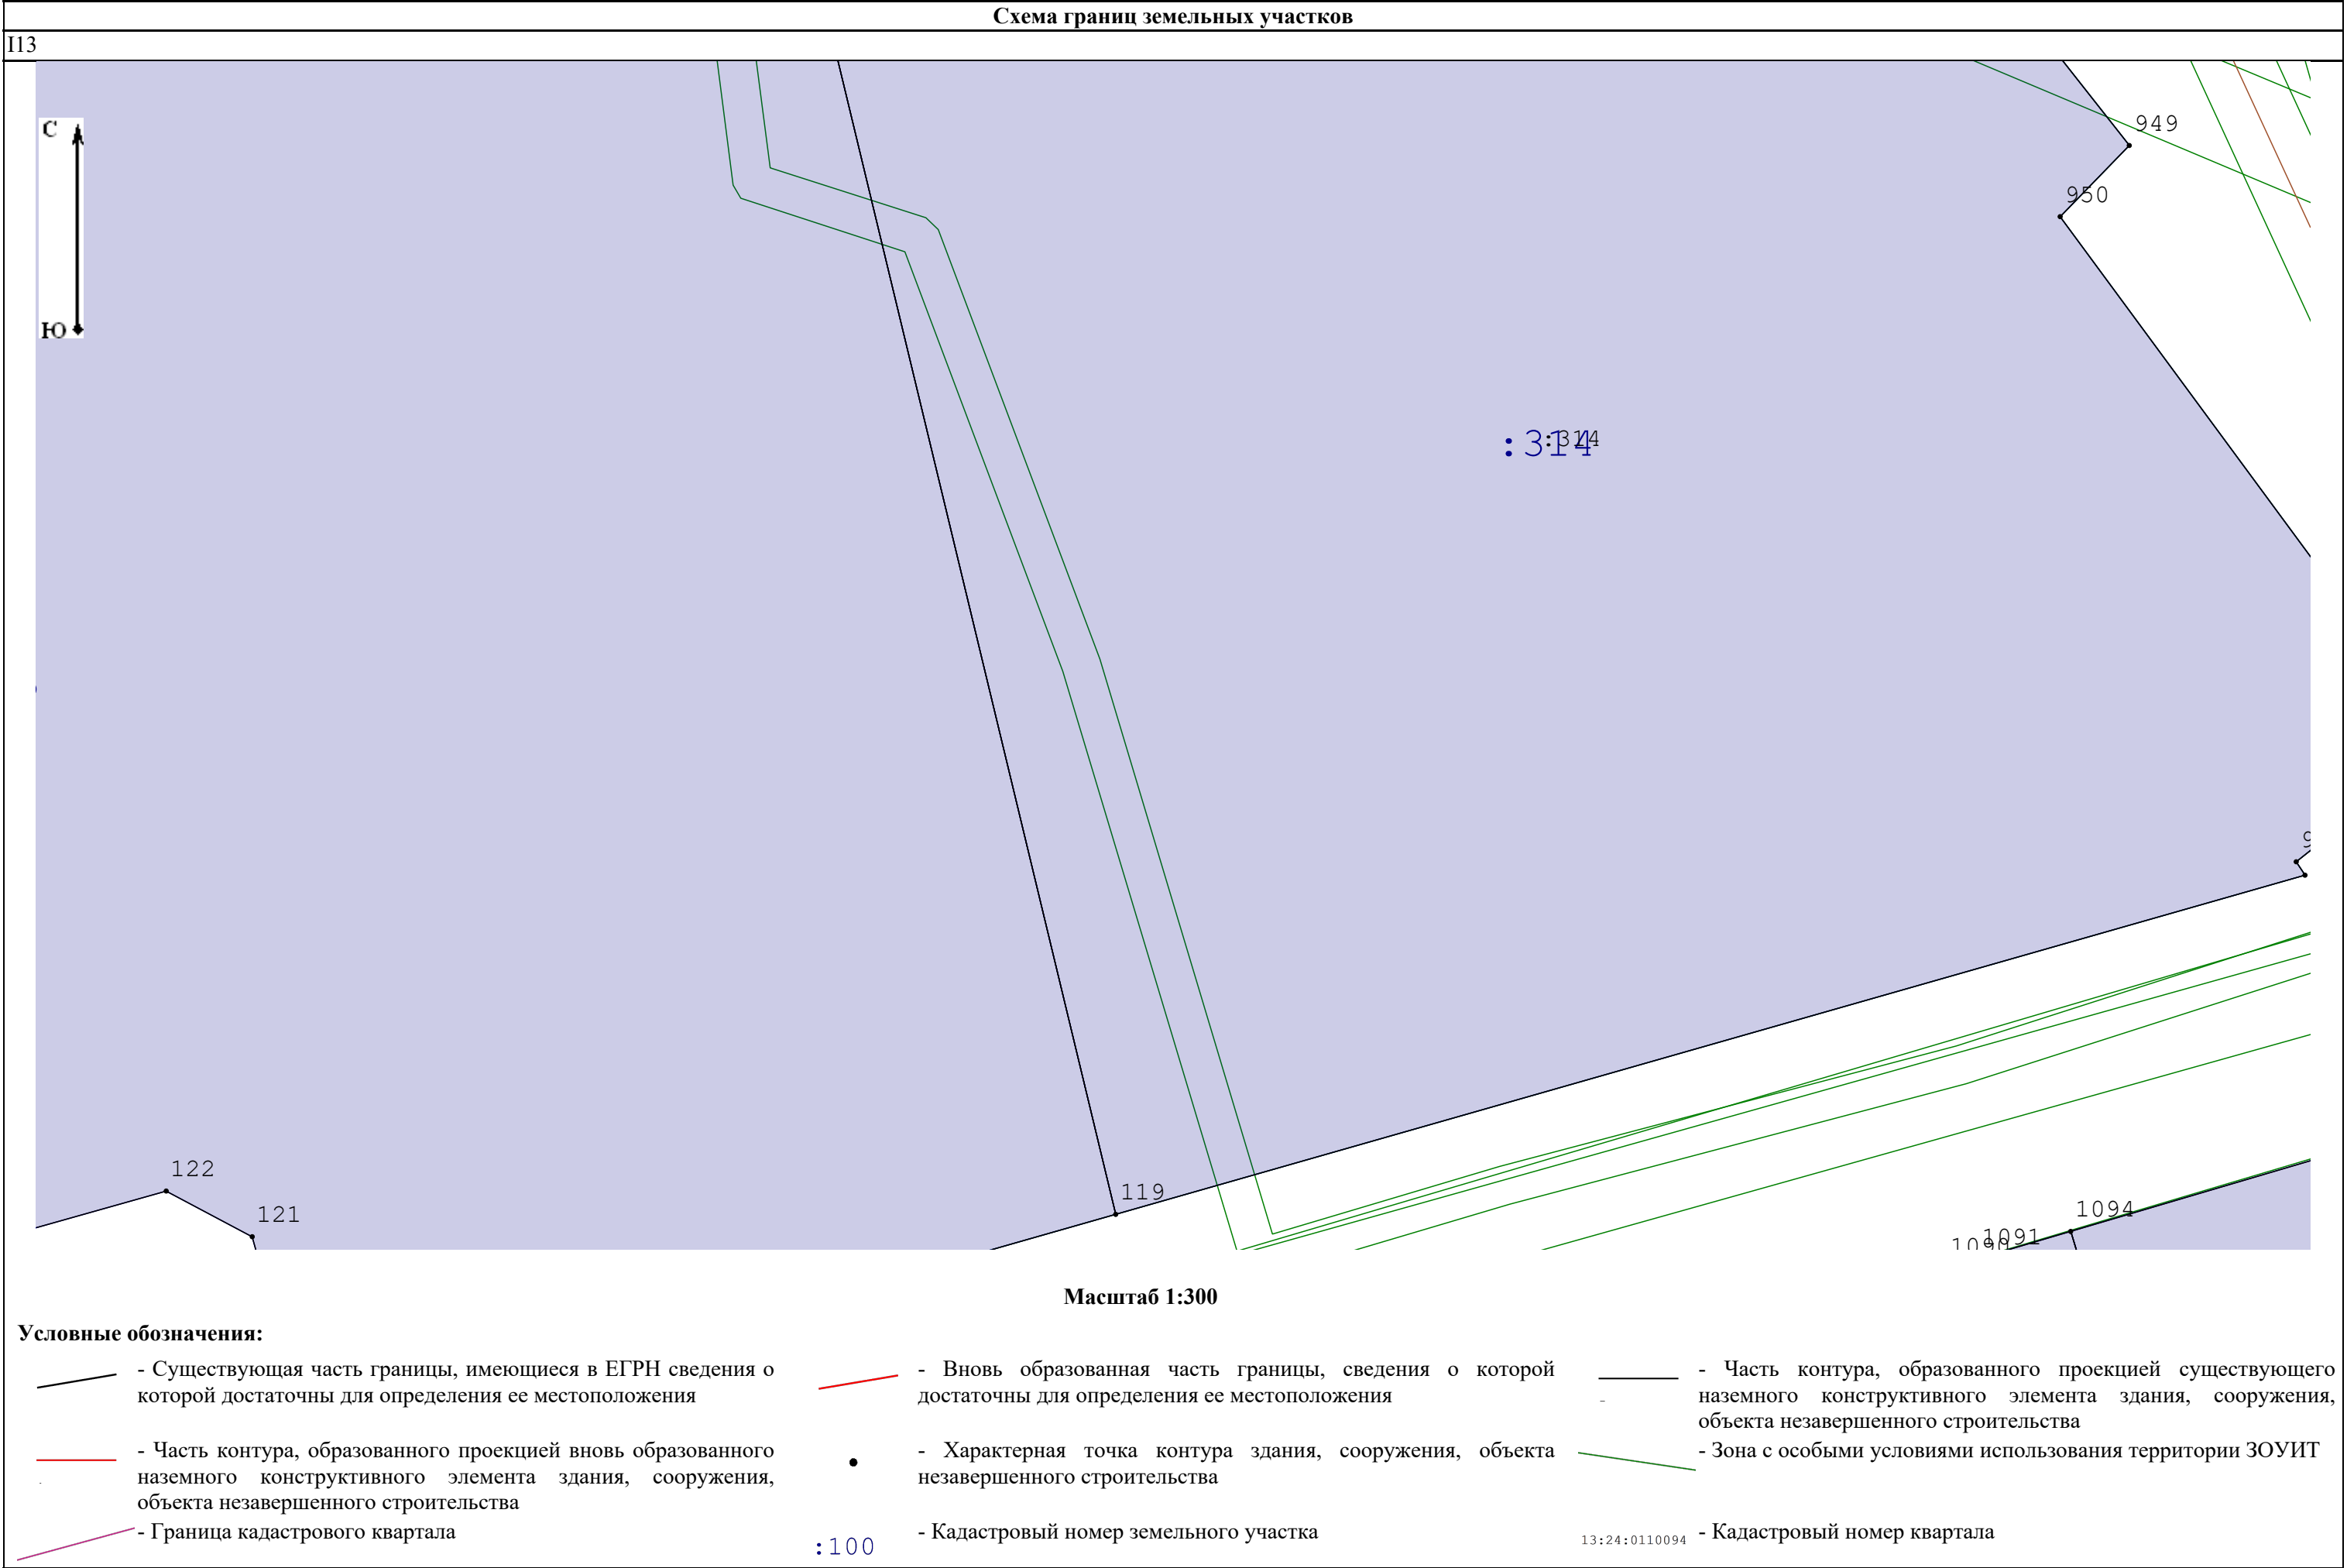 Схема границ земельных участков
I13
949
С
950
Ю
:314
:314
9
122
119
121
1094
1091
1090
Масштаб 1:300
Условные обозначения:
- Существующая часть границы, имеющиеся в ЕГРН сведения о
которой достаточны для определения ее местоположения
- Вновь образованная часть границы, сведения о которой
достаточны для определения ее местоположения
- Часть контура, образованного проекцией существующего
наземного конструктивного элемента здания, сооружения,
объекта незавершенного строительства
- Часть контура, образованного проекцией вновь образованного
наземного конструктивного элемента здания, сооружения,
объекта незавершенного строительства
- Характерная точка контура здания, сооружения, объекта
незавершенного строительства
- Зона с особыми условиями использования территории ЗОУИТ
- Граница кадастрового квартала
:100
- Кадастровый номер земельного участка
13:24:0110094
- Кадастровый номер квартала